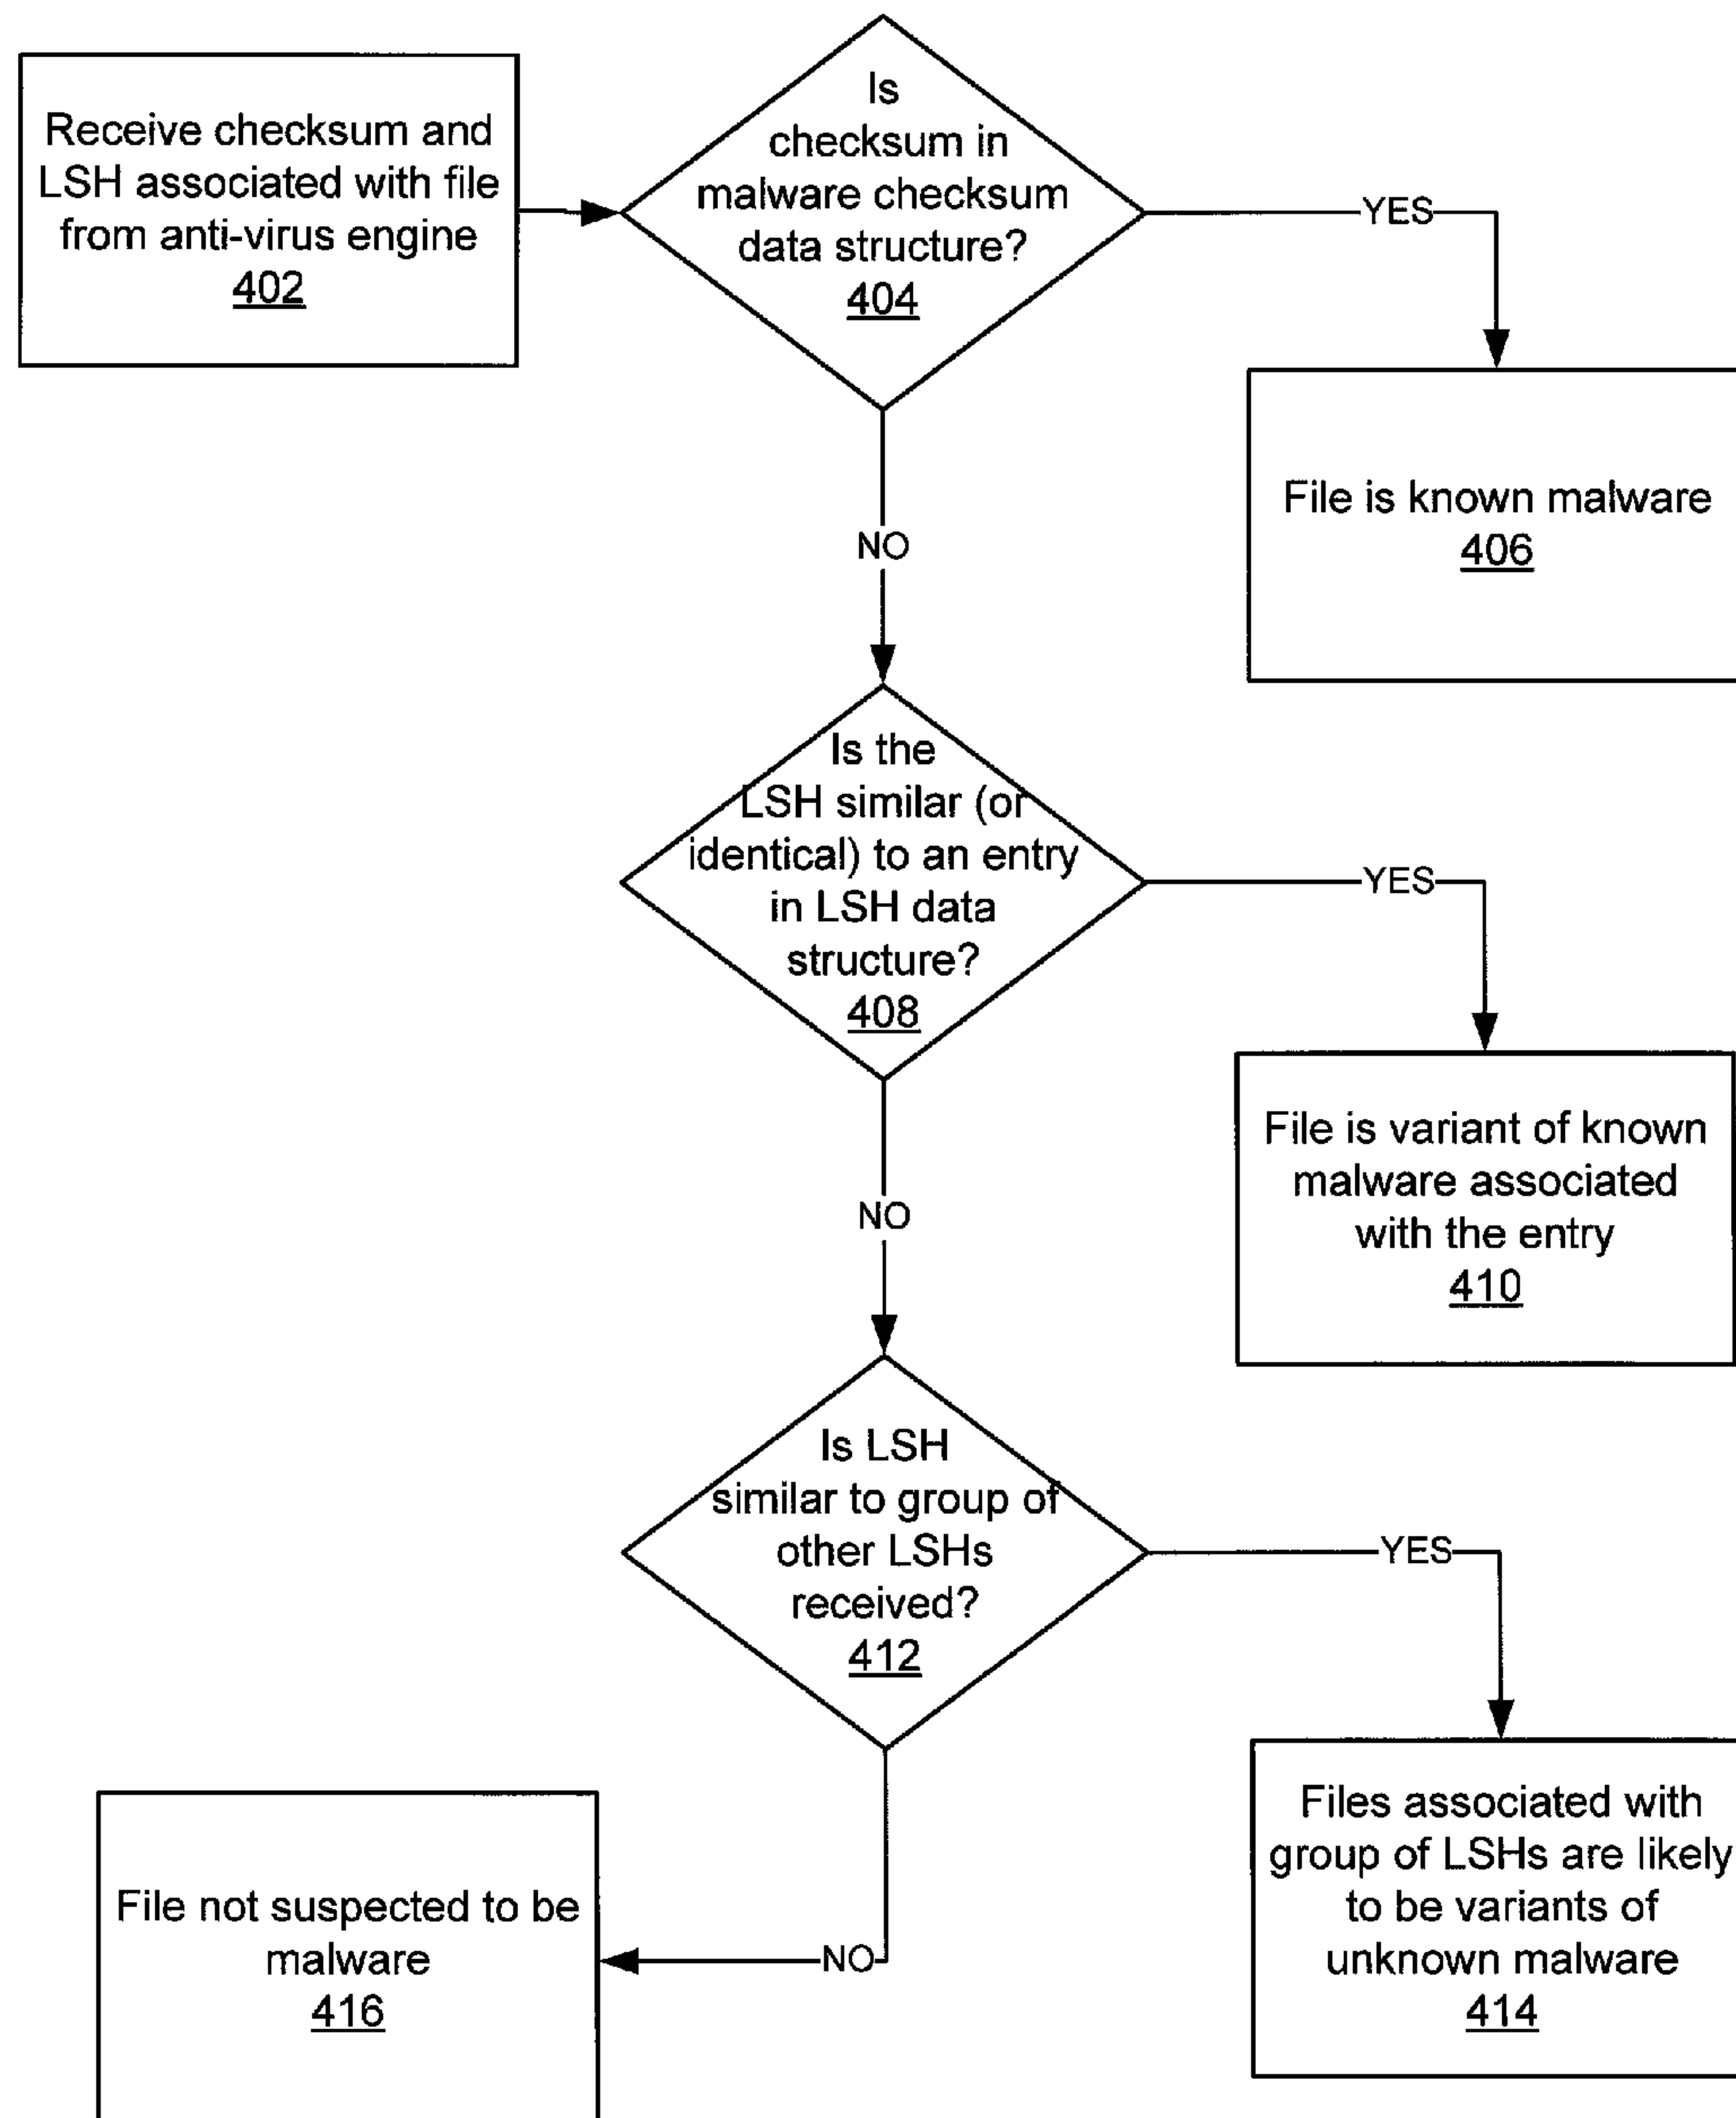 Receive checksum and
LSH associated with file
from anti-virus engine
402
Is
checksum in
malware checksum
data structure?
404
YES
File is known malware
406
NO
Is the
LSH similar (or
identical) to an entry
in LSH data
structure?
408
YES
File is variant of known
malware associated
with the entry
410
NO
Is LSH
similar to group of
other LSHs
received?
412
YES
Files associated with
group of LSHs are likely
to be variants of
unknown malware
414
NO
File not suspected to be
malware
416